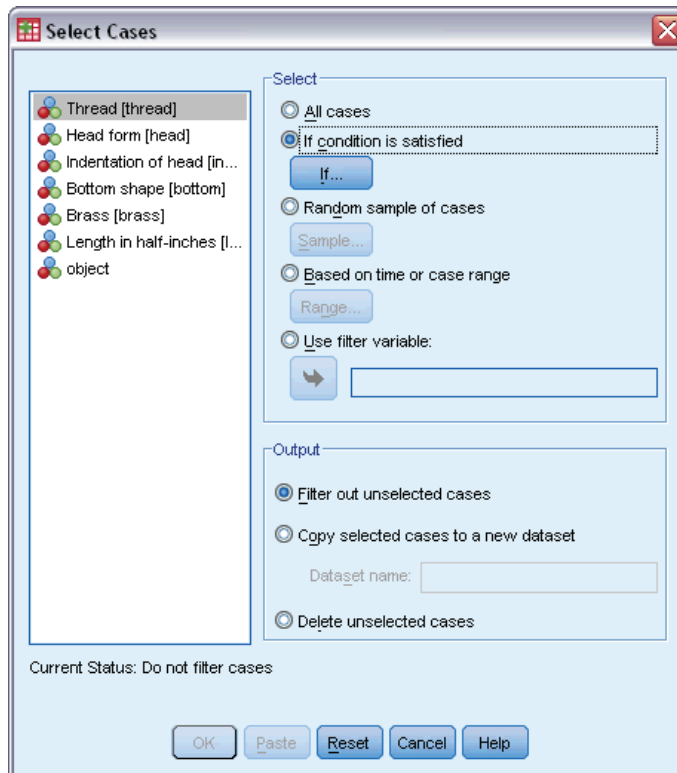 Select Cases
Thread [thread]
Head form [head]
Indentation of head [in...
Bottom shape [bottom]
Brass [brass]
Length in half-inches [l...
object
Select
All cases
If condition is satisfied
If...
Random sample of cases
Sample...
Based on time or case range
Range...
Use filter variable:
Output
Filter out unselected cases
Copy selected cases to a new dataset
Dataset name:
Delete unselected cases
Current Status: Do not filter cases
OK
Paste
Reset
Cancel
Help